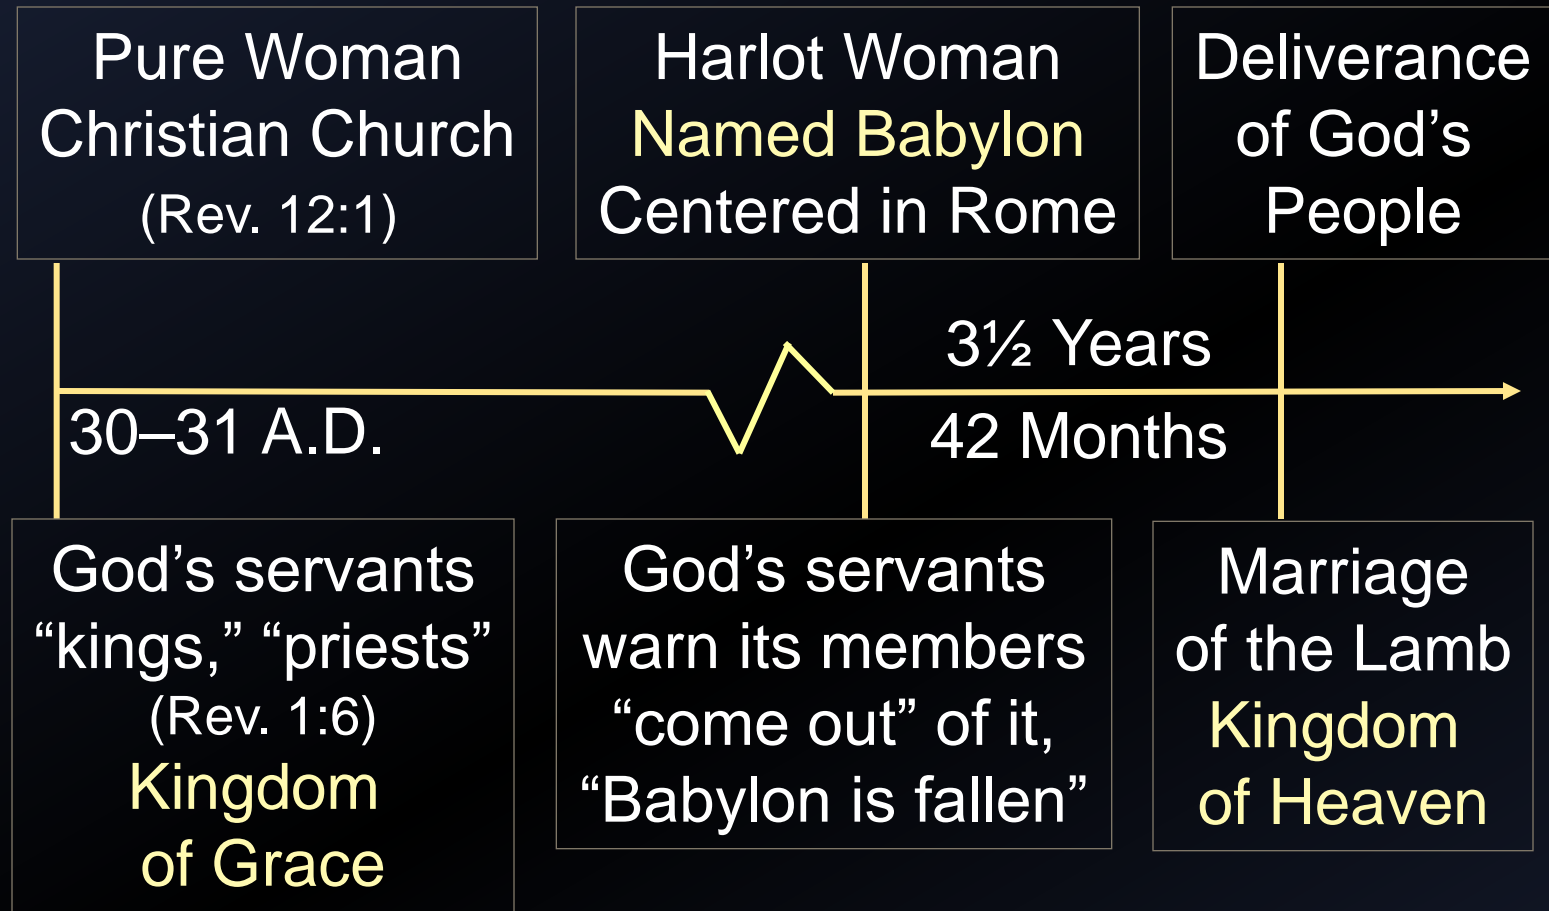 Pure Woman
Christian Church
(Rev. 12:1)
Harlot Woman
Named Babylon
Centered in Rome
Deliverance
of God’s
People
30–31 A.D.
3½ Years
42 Months
God’s servants
“kings,” “priests”
(Rev. 1:6)
Kingdom
of Grace
God’s servants
warn its members
“come out” of it,
“Babylon is fallen”
Marriage
of the Lamb
Kingdom
of Heaven